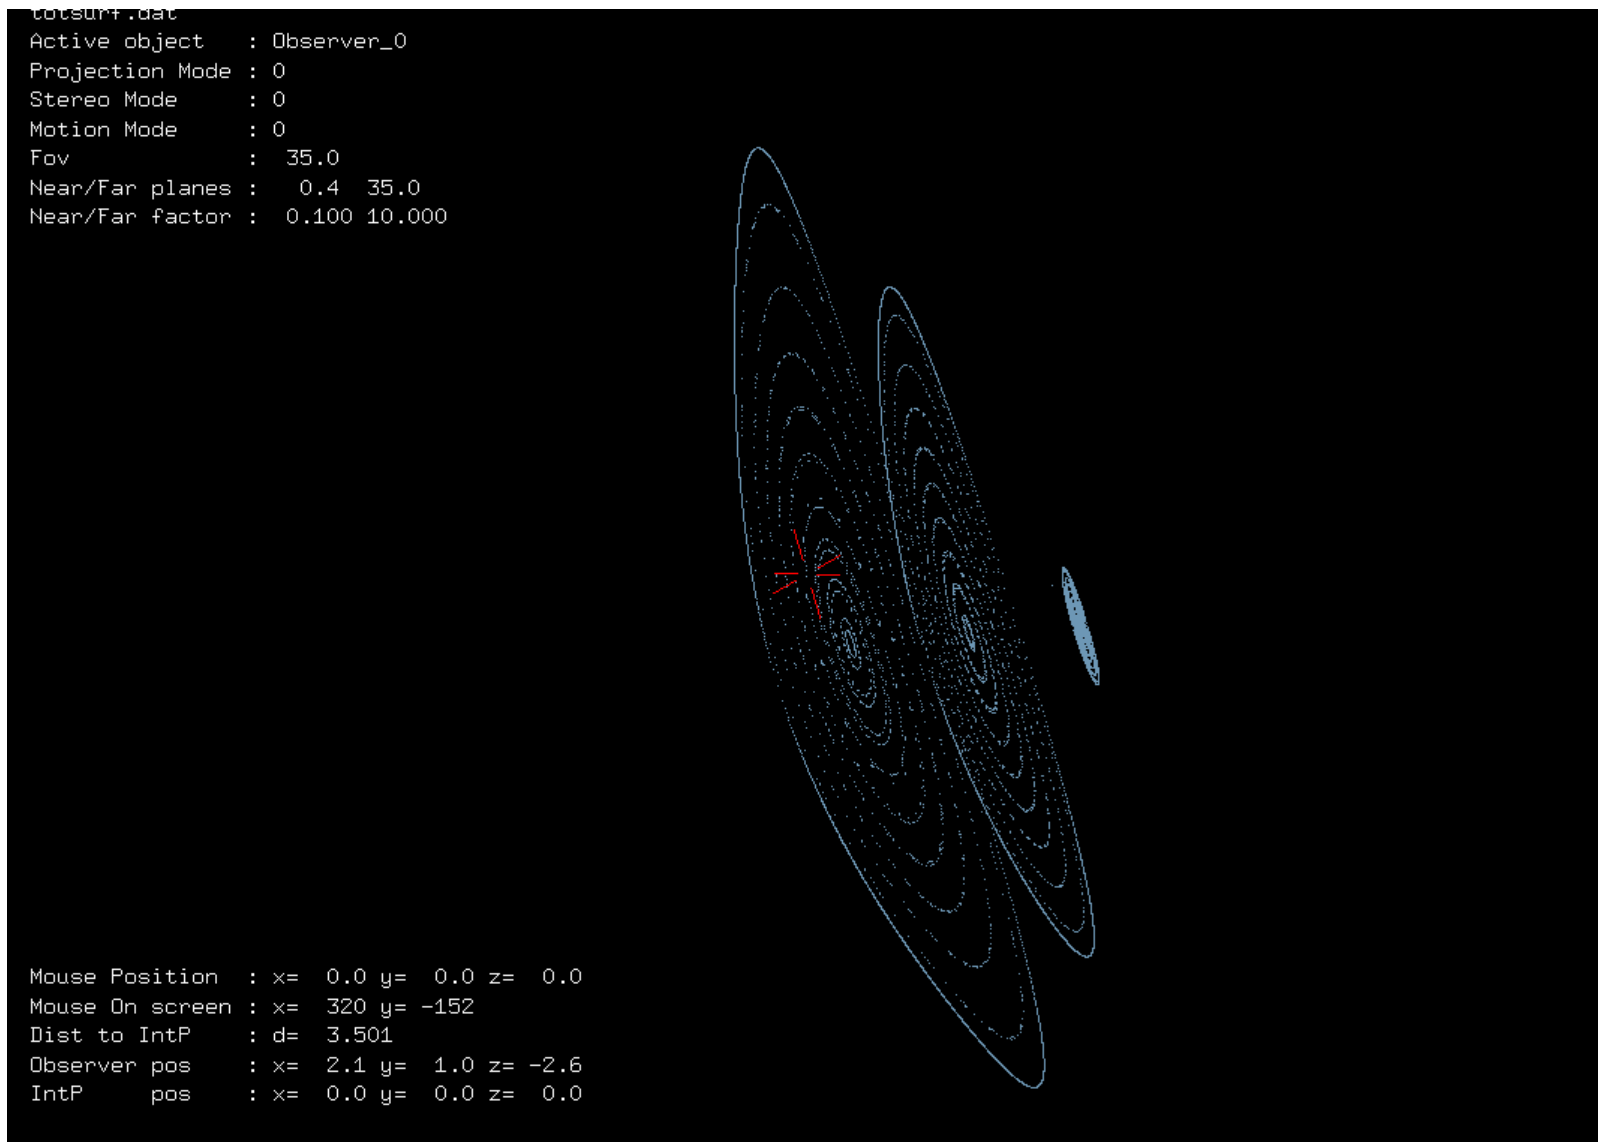 totsurf.dat
Active object : Observer_0
Projection Mode : 0
Stereo Mode : 0
Motion Mode : 0
Fov : 35.0
Near/Far planes : 0.4 35.0
Near/Far factor : 0.100 10.000
Mouse Position : x= 0.0 y= 0.0 z= 0.0
Mouse On screen : x= 320 y= -152
Dist to IntP : d= 3.501
Observer pos : x= 2.1 y= 1.0 z= -2.6
IntP pos : x= 0.0 y= 0.0 z= 0.0